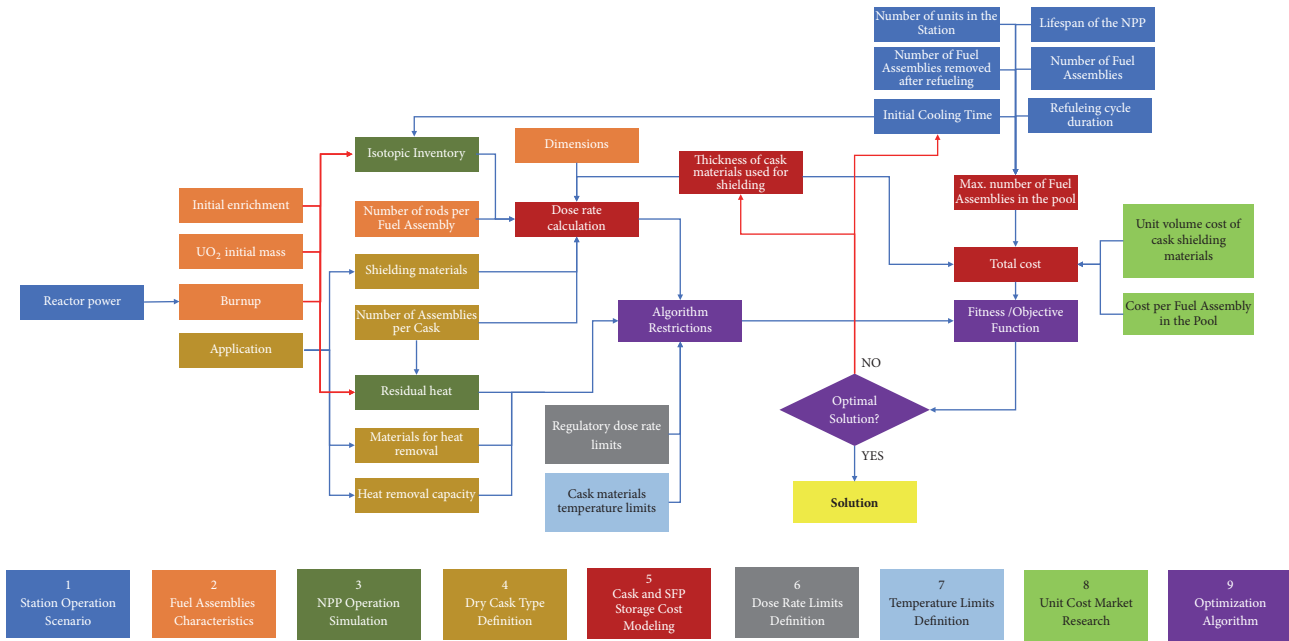 Number of units in the
Station
Lifespan of the NPP
Number of Fuel
Assemblies removed
after refueling
Number of Fuel
Assemblies
Initial Cooling Time
Refuleing cycle
duration
Isotopic Inventory
Dimensions
Thickness of cask
materials used for
shielding
Max. number of Fuel
Assemblies in the pool
Initial enrichment
Number of rods per
Fuel Assembly
Dose rate
calculation
Unit volume cost of
cask shielding
materials
UO₂ initial mass
Shielding materials
Total cost
Reactor power
Burnup
Number of Assemblies
per Cask
Algorithm
Restrictions
Fitness /Objective
Function
Cost per Fuel Assembly
in the Pool
Application
NO
Residual heat
Optimal
Solution?
Regulatory dose rate
limits
Materials for heat
removal
YES
Heat removal capacity
Cask materials
temperature limits
Solution
1
Station Operation
Scenario
2
Fuel Assemblies
Characteristics
3
NPP Operation
Simulation
4
Dry Cask Type
Definition
5
Cask and SFP
Storage Cost
Modeling
6
Dose Rate Limits
Definition
7
Temperature Limits
Definition
8
Unit Cost Market
Research
9
Optimization
Algorithm